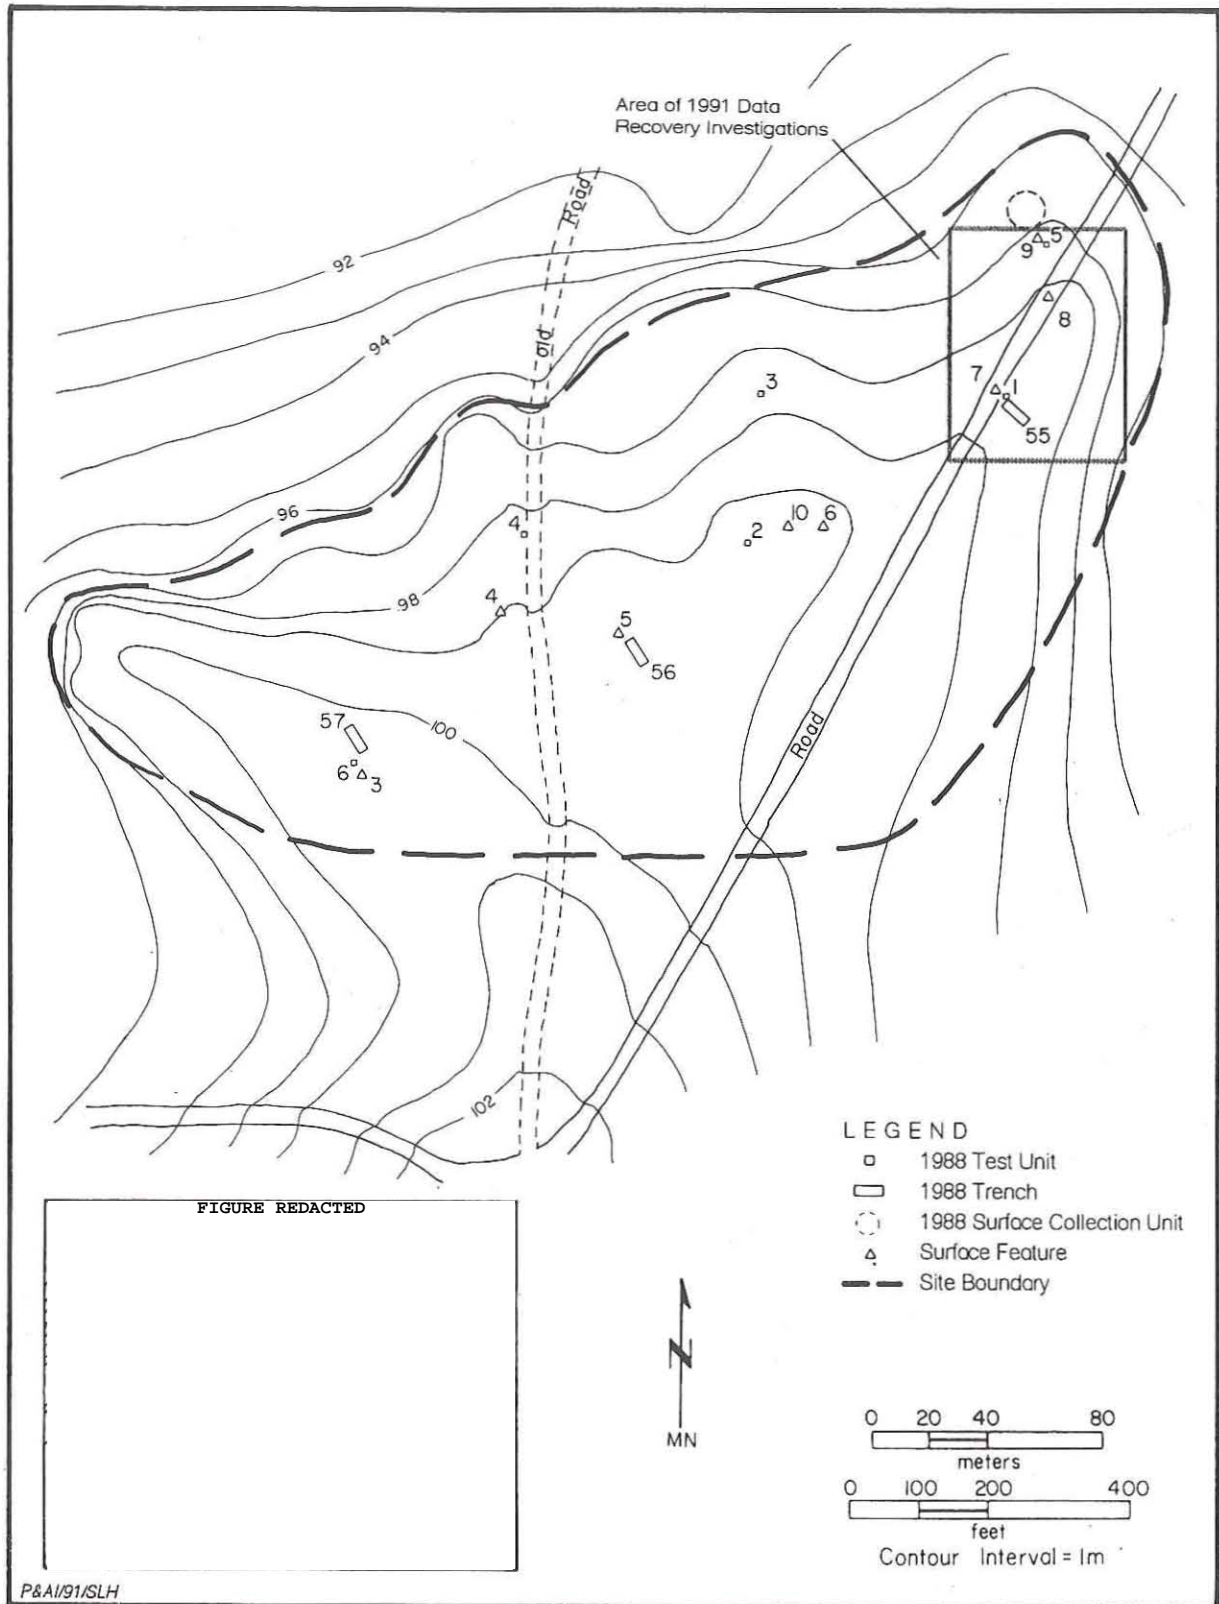 Area of 1991 Data
Recovery Investigations
Road
92
9
5
8
94
old
3
7
1
55
96
4
2
10
6
98
4
5
56
57
6
3
100
Road
102
LEGEND
1988 Test Unit
1988 Trench
1988 Surface Collection Unit
Surface Feature
Site Boundary
FIGURE REDACTED
N
MN
0 20 40 80
meters
0 100 200 400
feet
Contour Interval = 1m
P&AI/91/SLH